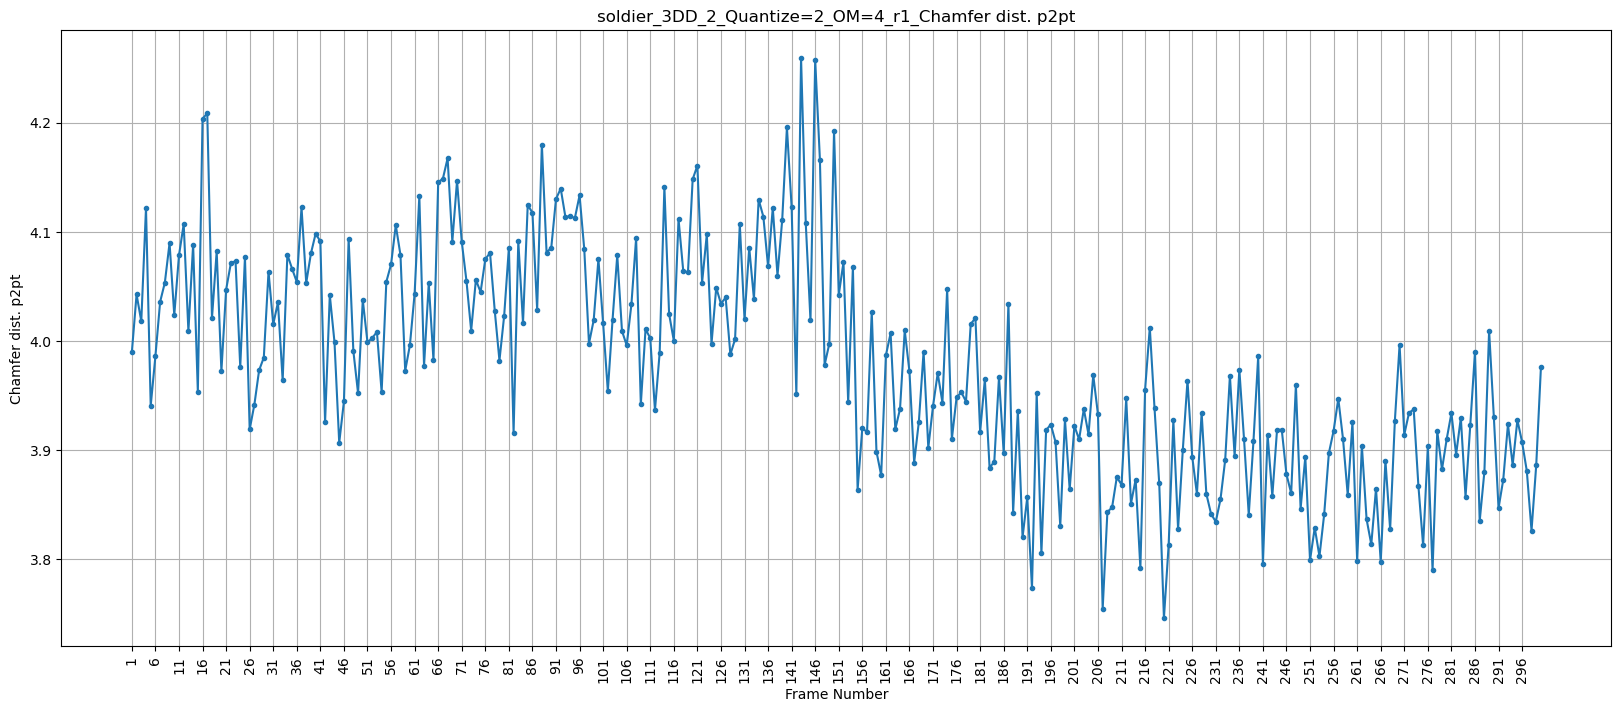 soldier_3DD_2_Quantize=2_OM=4_r1_Chamfer dist. p2pt
Chamfer dist. p2pt
4.2
4.1
4.0
3.9
3.8
1 6 11 16 21 26 31 36 41 46 51 56 61 66 71 76 81 86 91 96 101 106 111 116 121 126 131 136 141 146 151 156 161 166 171 176 181 186 191 196 201 206 211 216 221 226 231 236 241 246 251 256 261 266 271 276 281 286 291 296
Frame Number